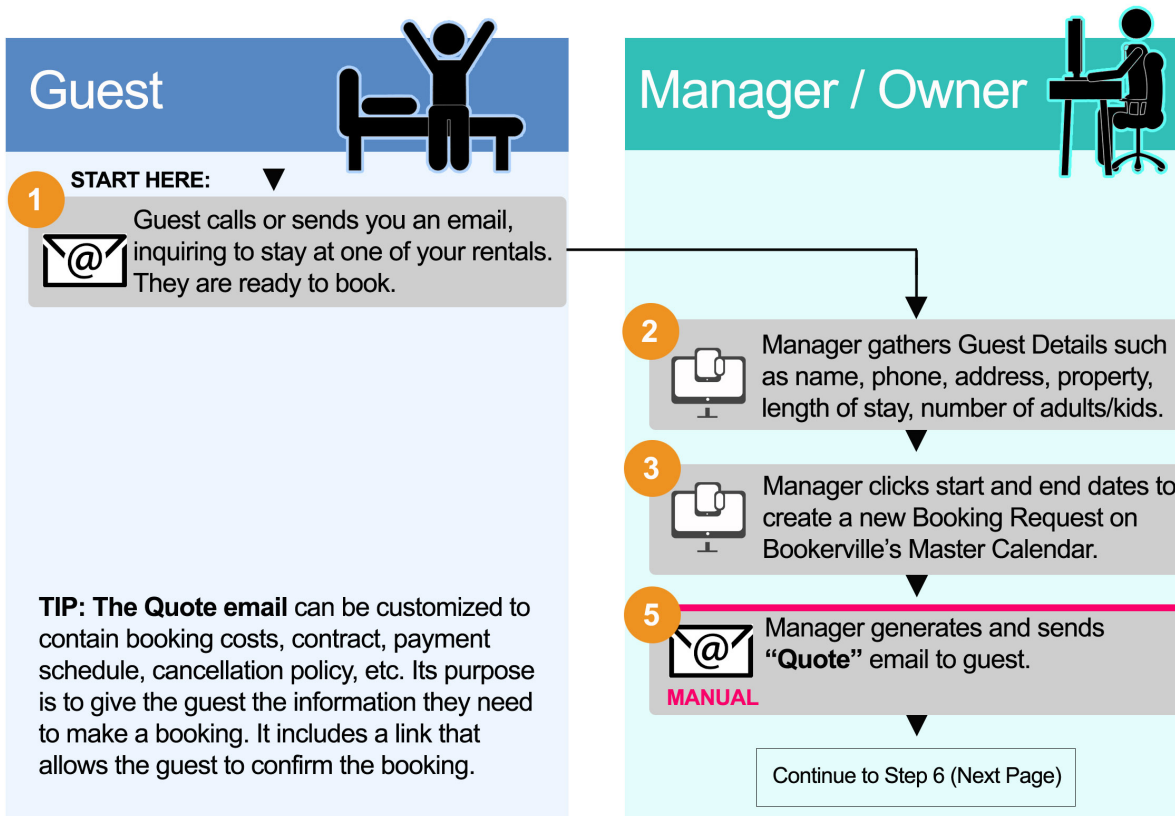 Guest
START HERE:
1
Guest calls or sends you an email,
inquiring to stay at one of your rentals.
They are ready to book.
@
TIP: The Quote email can be customized to
contain booking costs, contract, payment
schedule, cancellation policy, etc. Its purpose
is to give the guest the information they need
to make a booking. It includes a link that
allows the guest to confirm the booking.
Manager / Owner
2
Manager gathers Guest Details such
as name, phone, address, property,
length of stay, number of adults/kids.
3
Manager clicks start and end dates to
create a new Booking Request on
Bookerville’s Master Calendar.
5
Manager generates and sends
“Quote” email to guest.
@
MANUAL
Continue to Step 6 (Next Page)